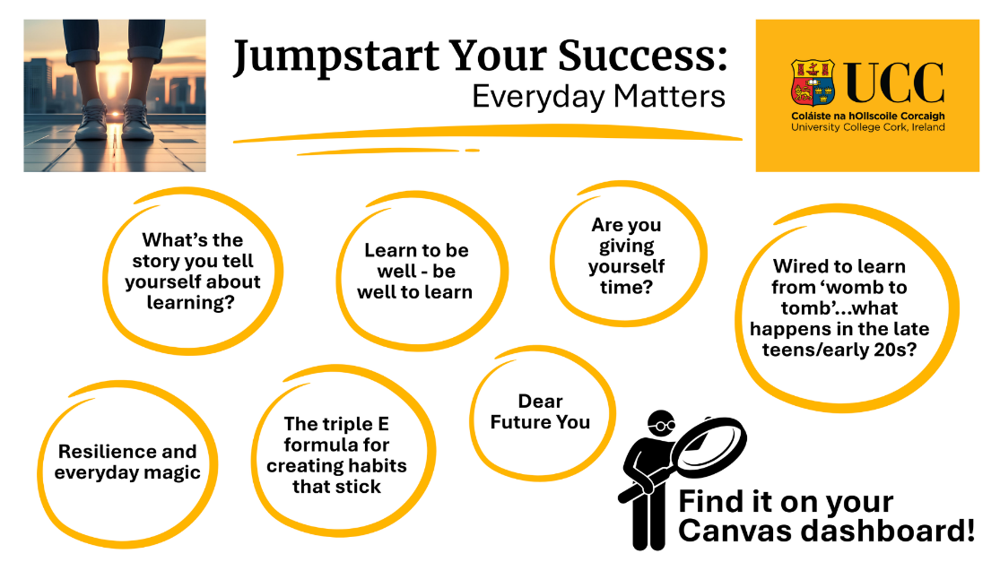 Jumpstart Your Success:
Everyday Matters
UCC
Coláiste na hOllscoile Corcaigh
University College Cork, Ireland
What's the
story you tell
yourself about
learning?
Learn to be
well - be
well to learn
Are you
giving
yourself
time?
Wired to learn
from ‘womb to
tomb’...what
happens in the late
teens/early 20s?
Resilience and
everyday magic
The triple E
formula for
creating habits
that stick
Dear
Future You
Find it on your
Canvas dashboard!